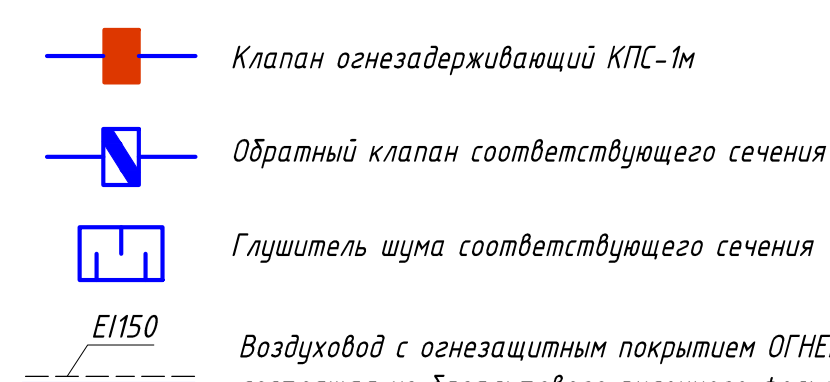 Клапан огнезадерживающий КПС-1м
Обратный клапан соответствующего сечения
Глушитель шума соответствующего сечения
EI150
Воздуховод с огнезащитным покрытием